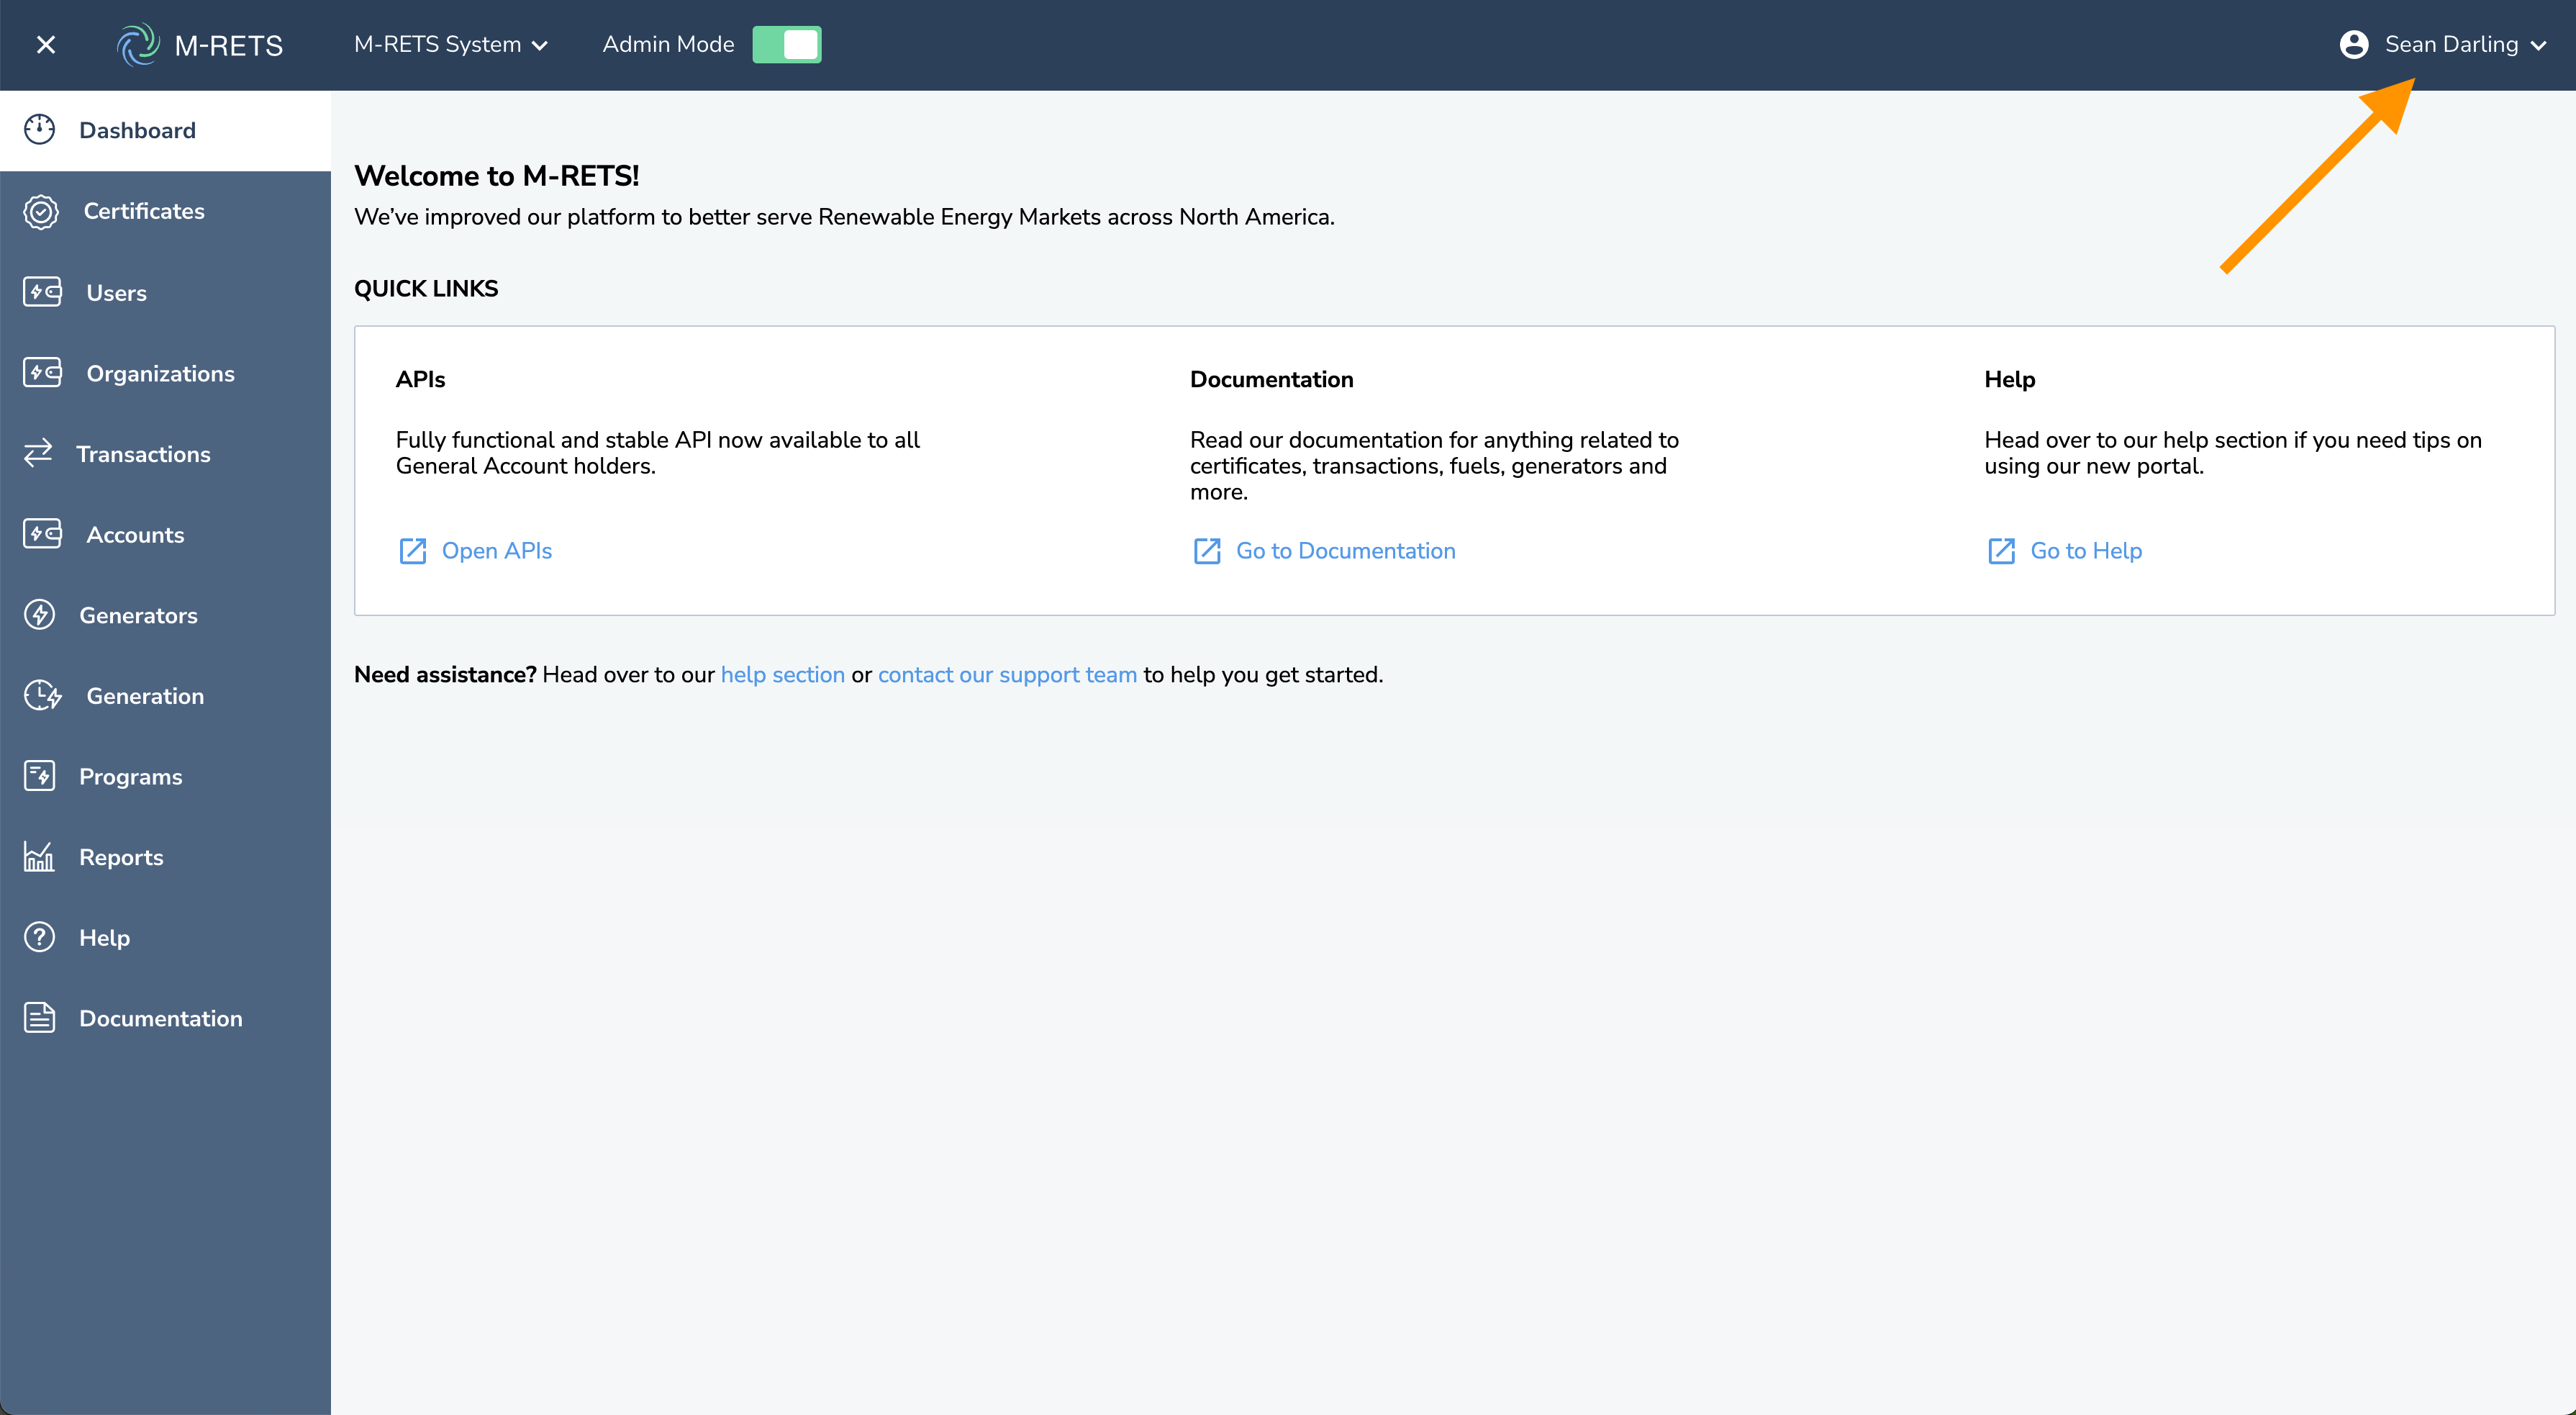 M-RETS
M-RETS System
Admin Mode
Sean Darling
Dashboard
Certificates
Users
Organizations
Transactions
Accounts
Generators
Generation
Programs
Reports
Help
Documentation
Welcome to M-RETS!
We’ve improved our platform to better serve Renewable Energy Markets across North America.
QUICK LINKS
APIs
Fully functional and stable API now available to all
General Account holders.
Open APIs
Documentation
Read our documentation for anything related to
certificates, transactions, fuels, generators and
more.
Go to Documentation
Help
Head over to our help section if you need tips on
using our new portal.
Go to Help
Need assistance? Head over to our help section or contact our support team to help you get started.